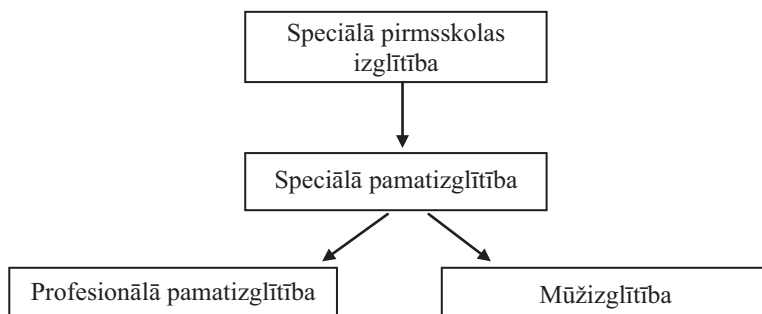 Speciālā pirmsskolas
izglītība
Speciālā pamatizglītība
Profesionālā pamatizglītība
Mūžizglītība